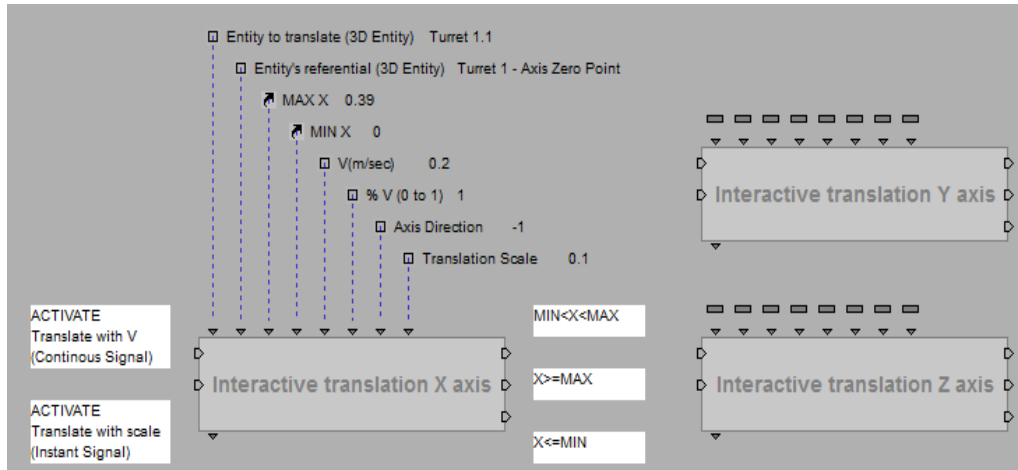 Entity to translate (3D Entity) Turret 1.1
Entity's referential (3D Entity) Turret 1 - Axis Zero Point
MAX X 0.39
MIN X 0
V(m/sec) 0.2
% V (0 to 1) 1
Axis Direction -1
Translation Scale 0.1
Interactive translation Y axis
ACTIVATE
Translate with V
(Continous Signal)
MIN<X<MAX
Interactive translation X axis
X>=MAX
Interactive translation Z axis
ACTIVATE
Translate with scale
(Instant Signal)
X<=MIN